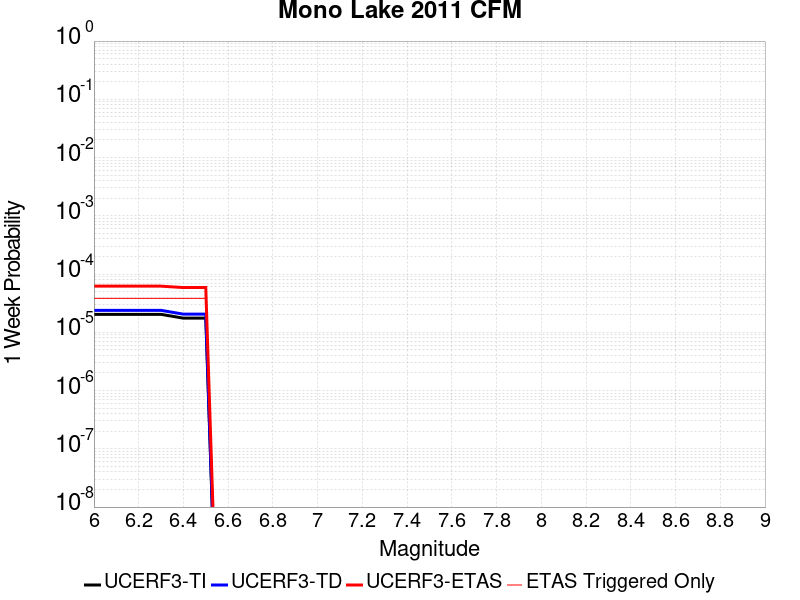 Mono Lake 2011 CFM
10^0
10^-1
10^-2
10^-3
10^-4
10^-5
10^-6
10^-7
10^-8
1 Week Probability
6 6.2 6.4 6.6 6.8 7 7.2 7.4 7.6 7.8 8 8.2 8.4 8.6 8.8 9
Magnitude
UCERF3-TI UCERF3-TD UCERF3-ETAS ETAS Triggered Only